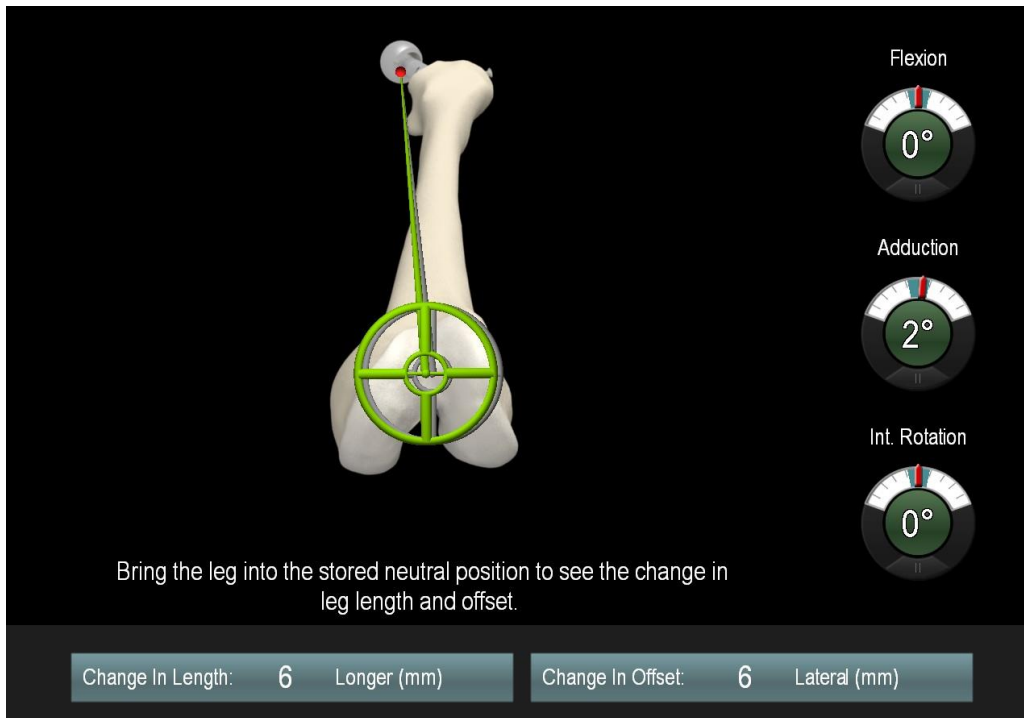 Flexion
0°
Adduction
2°
Int. Rotation
0°
Bring the leg into the stored neutral position to see the change in
leg length and offset.
Change In Length: 6 Longer (mm)
Change In Offset: 6 Lateral (mm)